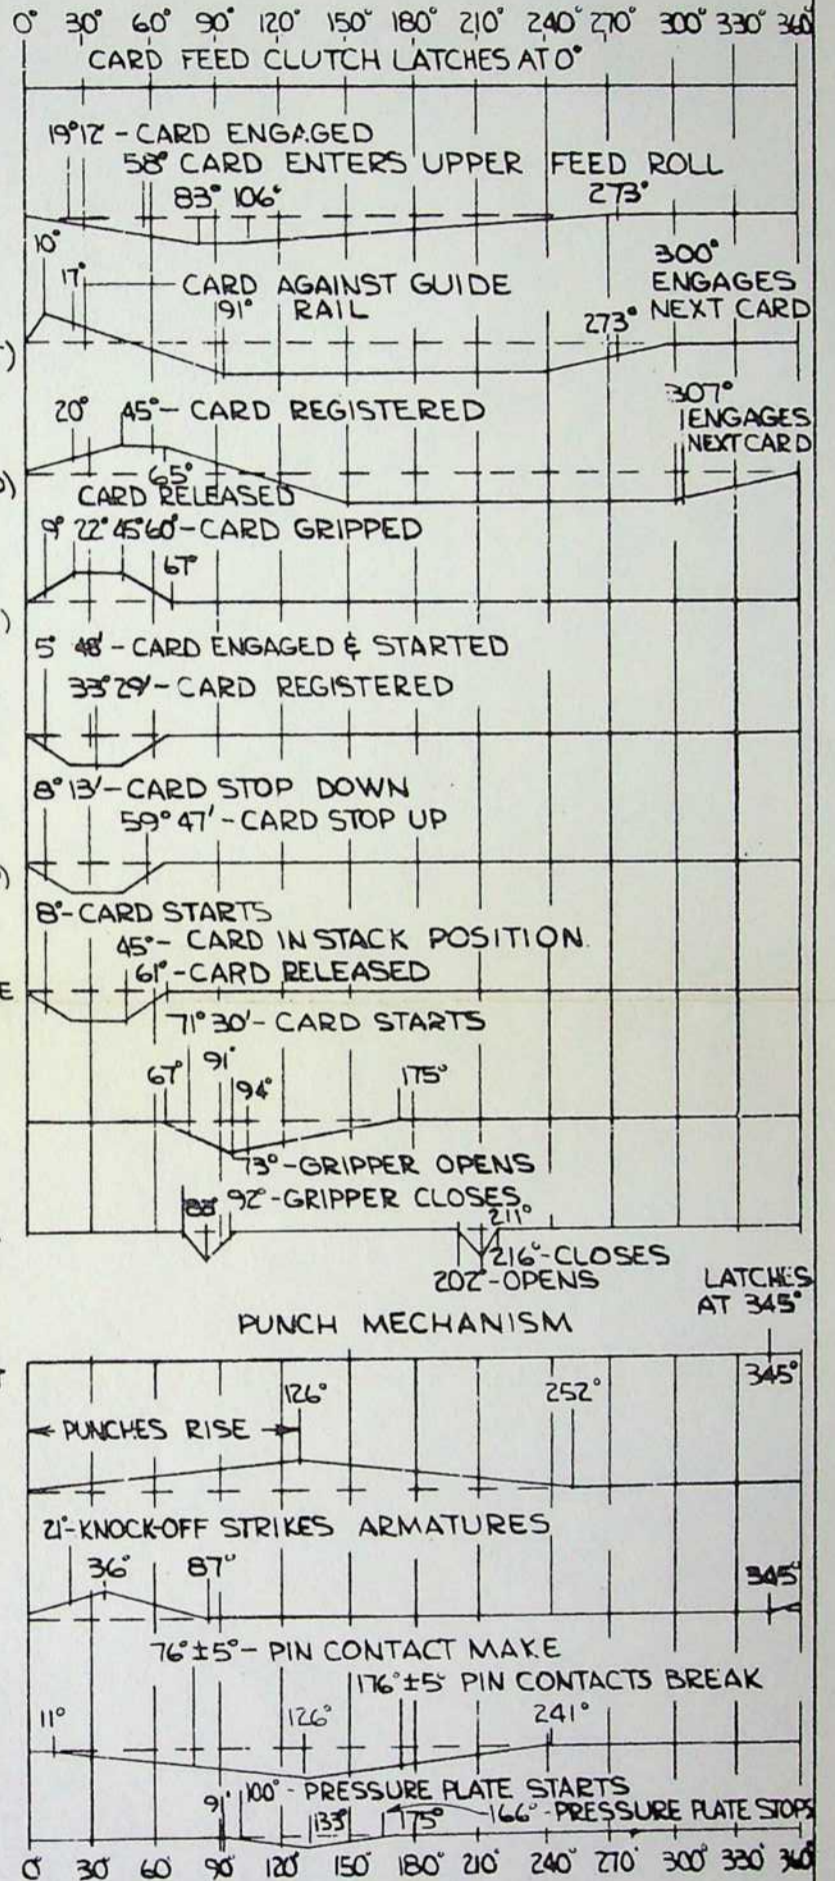 0° 30° 60° 90° 120° 150° 180° 210° 240° 270° 300° 330° 360°
CARD FEED CLUTCH LATCHES AT 0°
19°12' - CARD ENGAGED
58° CARD ENTERS UPPER FEED ROLL
83° 106° 273°
10°
300°
17° CARD AGAINST GUIDE ENGAGES
91° RAIL 273° NEXT CARD
307°
20° 45° - CARD REGISTERED ENGAGES
NEXT CARD
65°
CARD RELEASED
9° 22° 45° 60° - CARD GRIPPED
67°
5° 48' - CARD ENGAGED & STARTED
33° 29' - CARD REGISTERED
8° 13' - CARD STOP DOWN
59° 47' - CARD STOP UP
8° - CARD STARTS
45° - CARD IN STACK POSITION
61° - CARD RELEASED
E
71° 30' - CARD STARTS
67° 91° 94° 175°
73° - GRIPPER OPENS
88° 92° - GRIPPER CLOSES
211°
216° - CLOSES
202° - OPENS LATCHES
AT 345°
PUNCH MECHANISM
345°
126° 252°
PUNCHES RISE
21° - KNOCK-OFF STRIKES ARMATURES
36° 87° 345°
76° ± 5° - PIN CONTACT MAKE
176° ± 5° PIN CONTACTS BREAK
11° 126° 241°
91° 100° - PRESSURE PLATE STARTS
133° 175° 166° - PRESSURE PLATE STOPS
0° 30° 60° 90° 120° 150° 180° 210° 240° 270° 300° 330° 360°